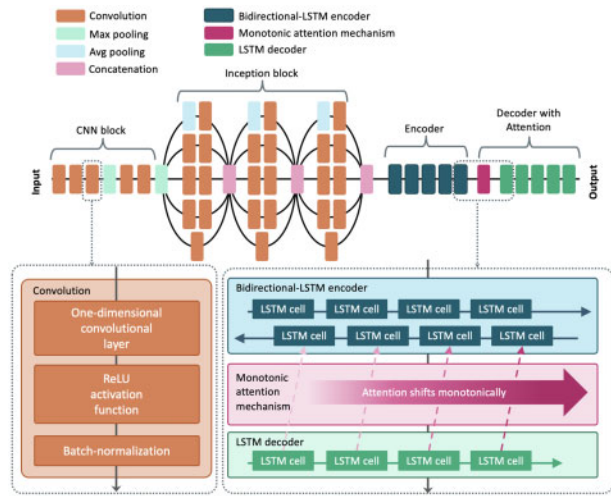 Convolution
Max pooling
Avg pooling
Concatenation
Bidirectional-LSTM encoder
Monotonic attention mechanism
LSTM decoder
Inception block
CNN block
Encoder
Decoder with
Attention
Input
Output
Convolution
One-dimensional
convolutional
layer
ReLU
activation
function
Batch-normalization
Bidirectional-LSTM encoder
LSTM cell LSTM cell LSTM cell LSTM cell
LSTM cell LSTM cell LSTM cell LSTM cell
Monotonic
attention
mechanism
Attention shifts monotonically
LSTM decoder
LSTM cell LSTM cell LSTM cell LSTM cell